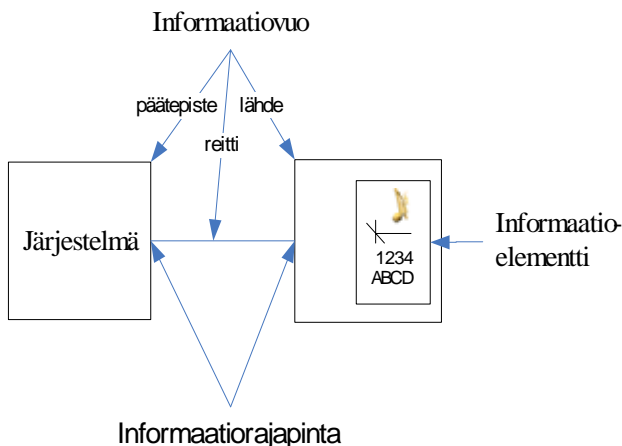 Informaatiovuo
päätepiste
lähde
reitti
Järjestelmä
1234
ABCD
Informaatio-
elementti
Informaatiorajapinta